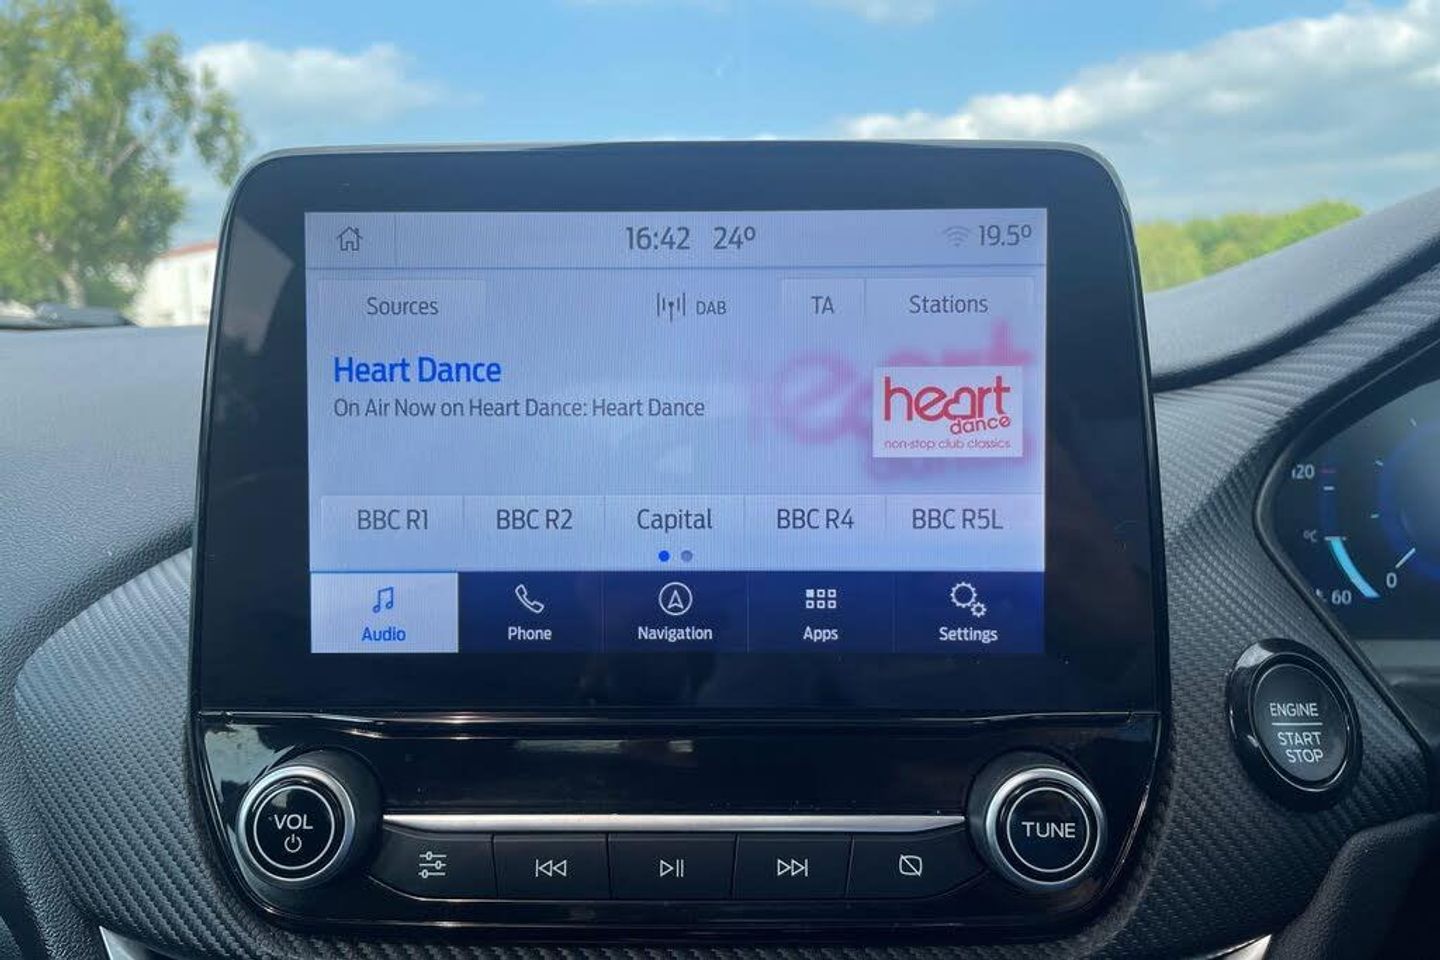 16:42 24° 19.5°
Sources DAB TA Stations
Heart Dance
On Air Now on Heart Dance: Heart Dance
heart
dance
non-stop club classics
BBC R1 BBC R2 Capital BBC R4 BBC R5L
Audio Phone Navigation Apps Settings
120
°C
0
60
ENGINE
START
STOP
VOL
TUNE